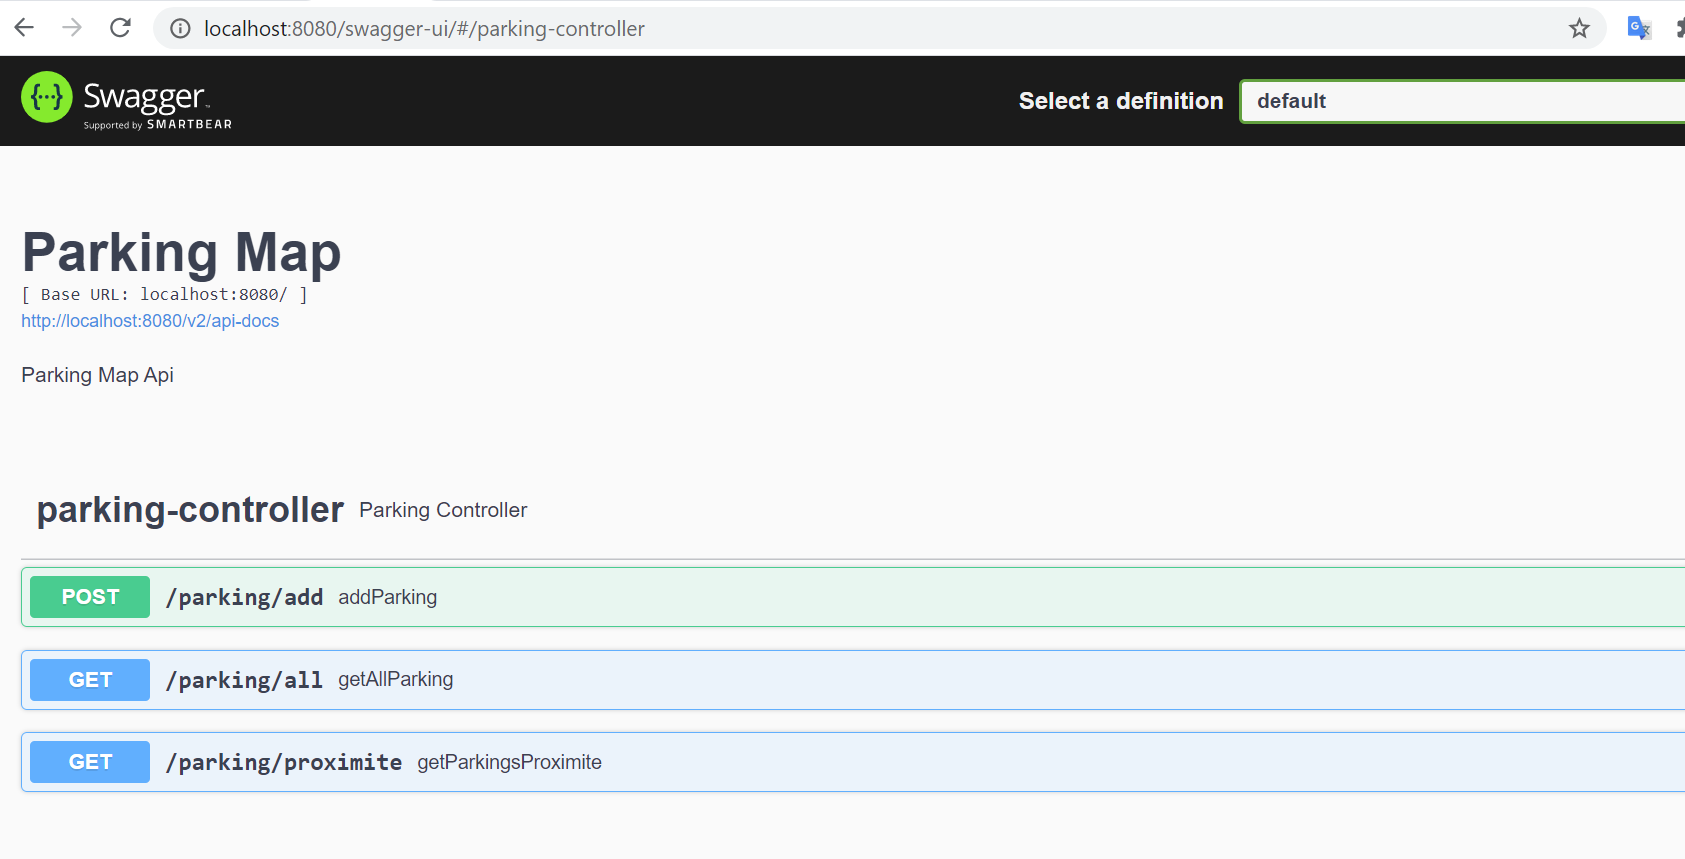 localhost:8080/swagger-ui/#/parking-controller
{···} Swagger™
Supported by SMARTBEAR
Select a definition
default
Parking Map
[ Base URL: localhost:8080/ ]
http://localhost:8080/v2/api-docs
Parking Map Api
parking-controller Parking Controller
POST /parking/add addParking
GET /parking/all getAllParking
GET /parking/proximite getParkingsProximite